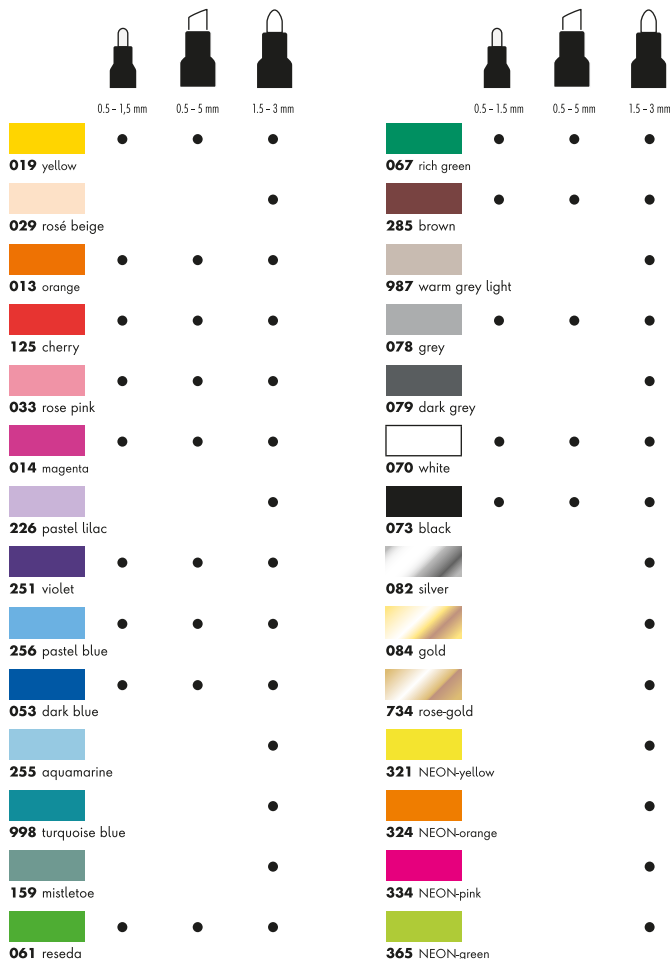 0.5 – 1,5 mm 0.5 – 5 mm 1.5 – 3 mm
019 yellow
029 rosé beige
013 orange
125 cherry
033 rose pink
014 magenta
226 pastel lilac
251 violet
256 pastel blue
053 dark blue
255 aquamarine
998 turquoise blue
159 mistletoe
061 reseda
0.5 – 1.5 mm 0.5 – 5 mm 1.5 – 3 mm
067 rich green
285 brown
987 warm grey light
078 grey
079 dark grey
070 white
073 black
082 silver
084 gold
734 rose-gold
321 NEON-yellow
324 NEON-orange
334 NEON-pink
365 NEON-green